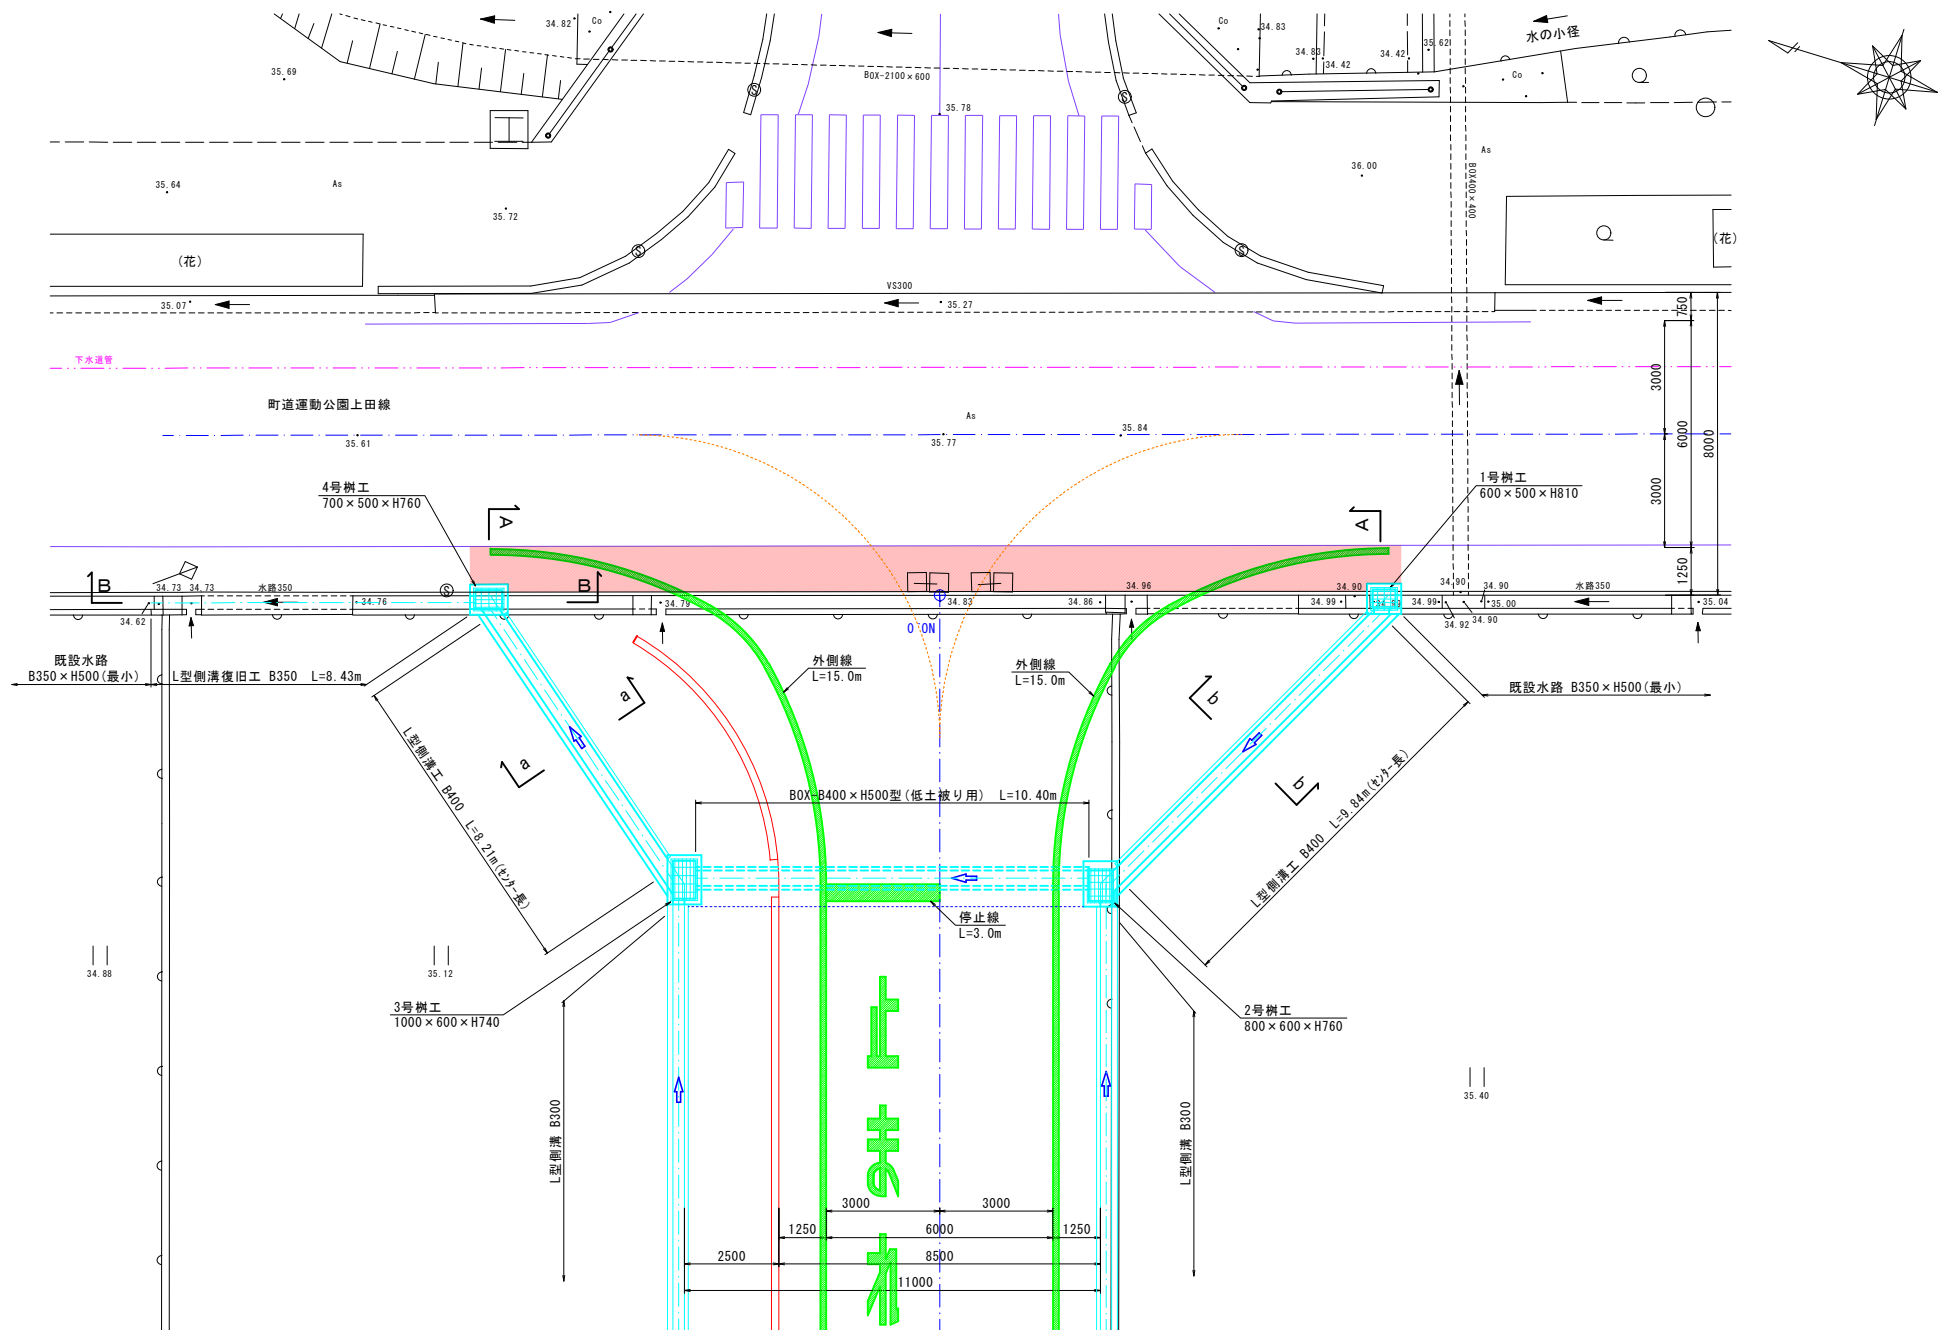 34.82
Co
Co
34.83
水の小径
35.62
34.83
34.42
34.42
35.69
BOX-2100×600
Co
35.78
As
36.00
BOX400×400
35.64
As
35.72
(花)
(花)
VS300
35.07
35.27
750
下水道管
3000
町道運動公園上田線
As
35.61
35.77
35.84
6000
8000
3000
4号桝工
700×500×H760
1号桝工
600×500×H810
A
A
1250
B
B
34.73
34.73
水路350
34.76
34.79
34.83
34.86
34.96
34.90
34.99
34.99
34.90
34.90
35.00
水路350
35.04
34.62
34.92
34.90
既設水路
B350×H500(最小)
L型側溝復旧工 B350 L=8.43m
外側線
L=15.0m
外側線
L=15.0m
既設水路 B350×H500(最小)
a
a
b
b
L型側溝工 B400 L=8.21m(センター長)
L型側溝工 B400 L=9.84m(センター長)
BOX-B400×H500型(低土被り用) L=10.40m
停止線
L=3.0m
34.88
35.12
3号桝工
1000×600×H740
2号桝工
800×600×H760
35.40
止まれ
L型側溝 B300
L型側溝 B300
3000
3000
1250
6000
1250
2500
8500
11000